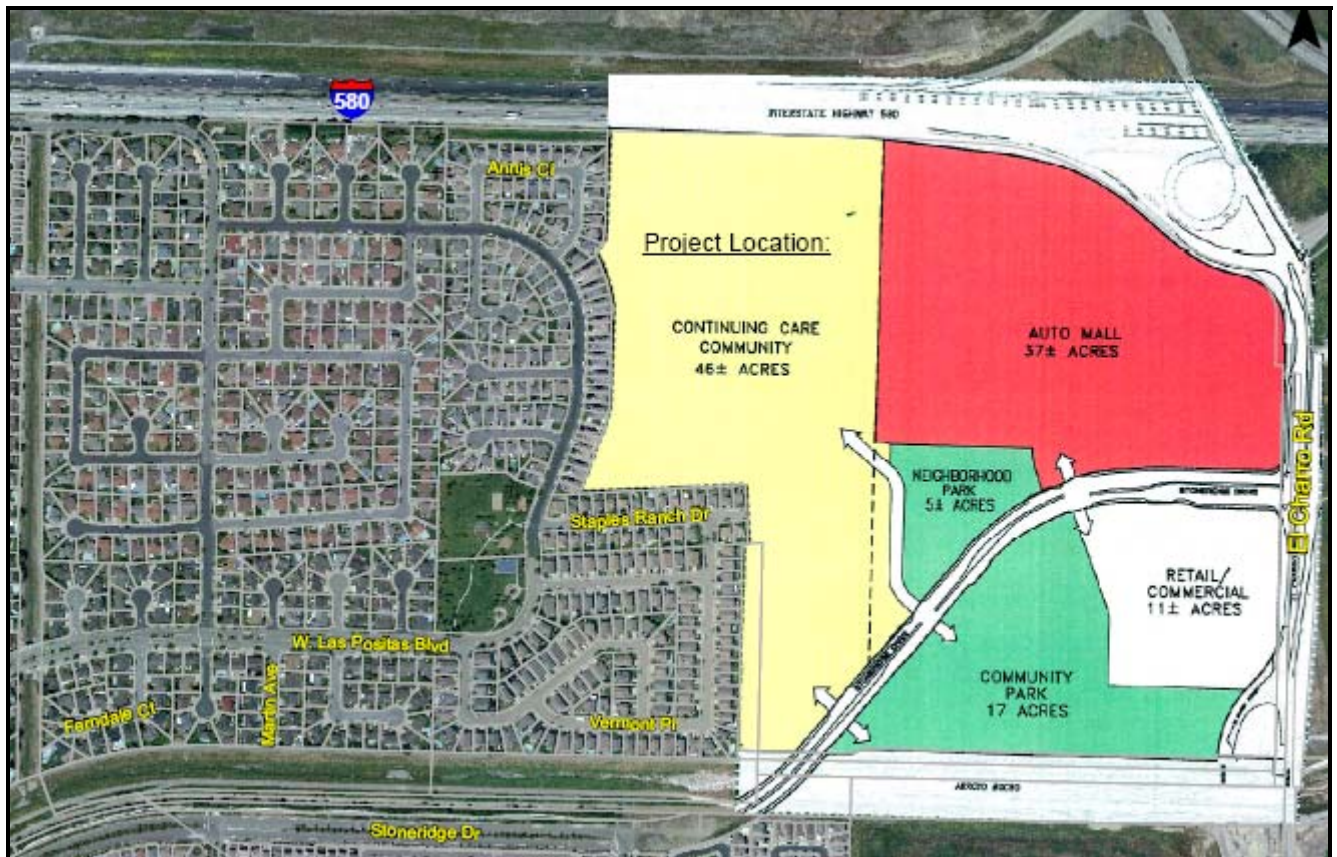 580
INTERSTATE HIGHWAY 580
Annis Ct
Project Location:
CONTINUING CARE
COMMUNITY
46± ACRES
AUTO MALL
37± ACRES
El Charro Rd
NEIGHBORHOOD
PARK
5± ACRES
STONERIDGE DRIVE
Staples Ranch Dr
RETAIL/
COMMERCIAL
11± ACRES
W. Las Positas Blvd
STONERIDGE DRIVE
COMMUNITY
PARK
17 ACRES
Ferndale Ct
Martin Ave
Vermont Pl
ARROYO MOCHO
Stoneridge Dr